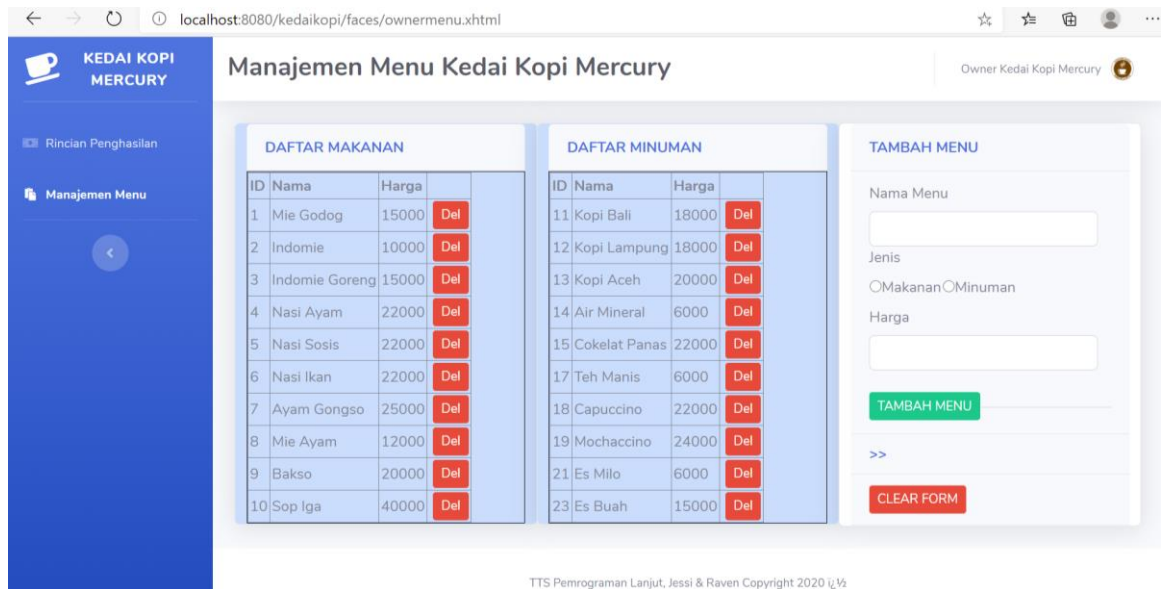 localhost:8080/kedaikopi/faces/ownermenu.xhtml
KEDAI KOPI
MERCURY
Rincian Penghasilan
Manajemen Menu
Manajemen Menu Kedai Kopi Mercury
Owner Kedai Kopi Mercury
DAFTAR MAKANAN
ID Nama Harga
1 Mie Godog 15000 Del
2 Indomie 10000 Del
3 Indomie Goreng 15000 Del
4 Nasi Ayam 22000 Del
5 Nasi Sosis 22000 Del
6 Nasi Ikan 22000 Del
7 Ayam Gongso 25000 Del
8 Mie Ayam 12000 Del
9 Bakso 20000 Del
10 Sop Iga 40000 Del
DAFTAR MINUMAN
ID Nama Harga
11 Kopi Bali 18000 Del
12 Kopi Lampung 18000 Del
13 Kopi Aceh 20000 Del
14 Air Mineral 6000 Del
15 Cokelat Panas 22000 Del
17 Teh Manis 6000 Del
18 Capuccino 22000 Del
19 Mochaccino 24000 Del
21 Es Milo 6000 Del
23 Es Buah 15000 Del
TAMBAH MENU
Nama Menu
Jenis
Makanan Minuman
Harga
TAMBAH MENU
>>
CLEAR FORM
TTS Pemrograman Lanjut, Jessi & Raven Copyright 2020 ï¿½